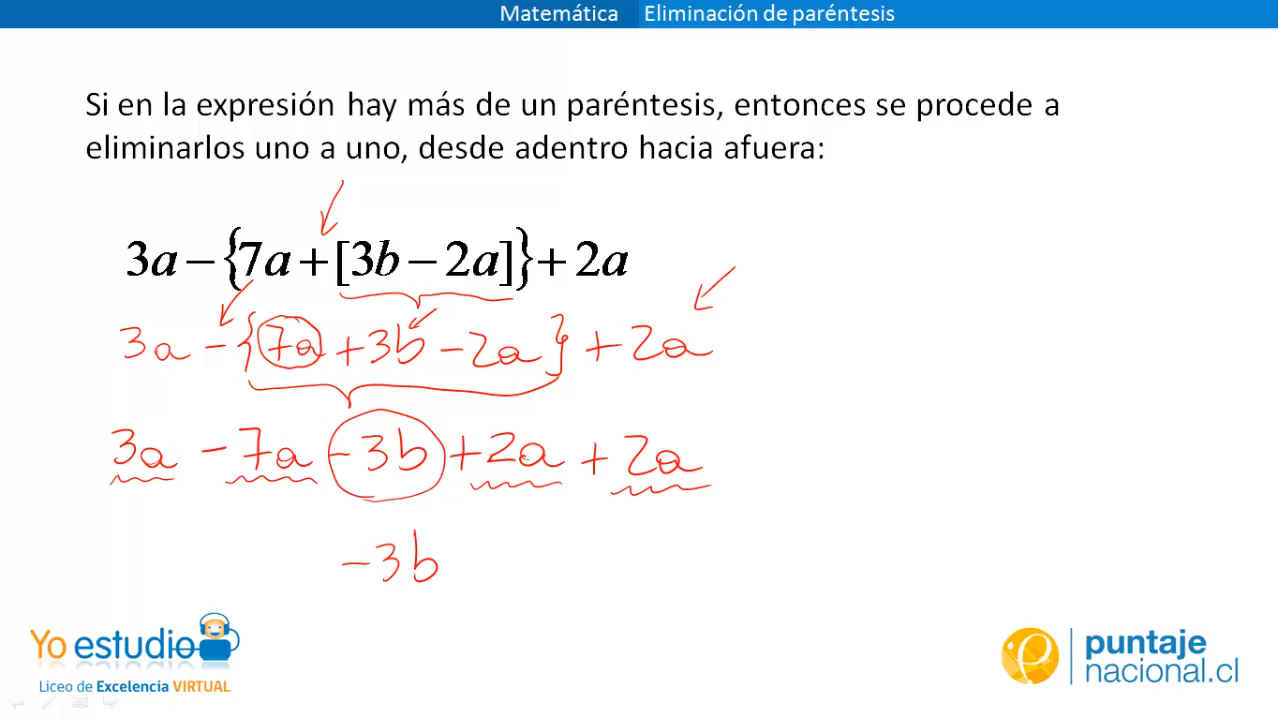 Matemática Eliminación de paréntesis
Si en la expresión hay más de un paréntesis, entonces se procede a
eliminarlos uno a uno, desde adentro hacia afuera:
3a − {7a + [3b − 2a]} + 2a
3a − {7a + 3b − 2a} + 2a
3a − 7a − 3b + 2a + 2a
− 3b
Yo estudio
Liceo de Excelencia VIRTUAL
puntaje
nacional.cl